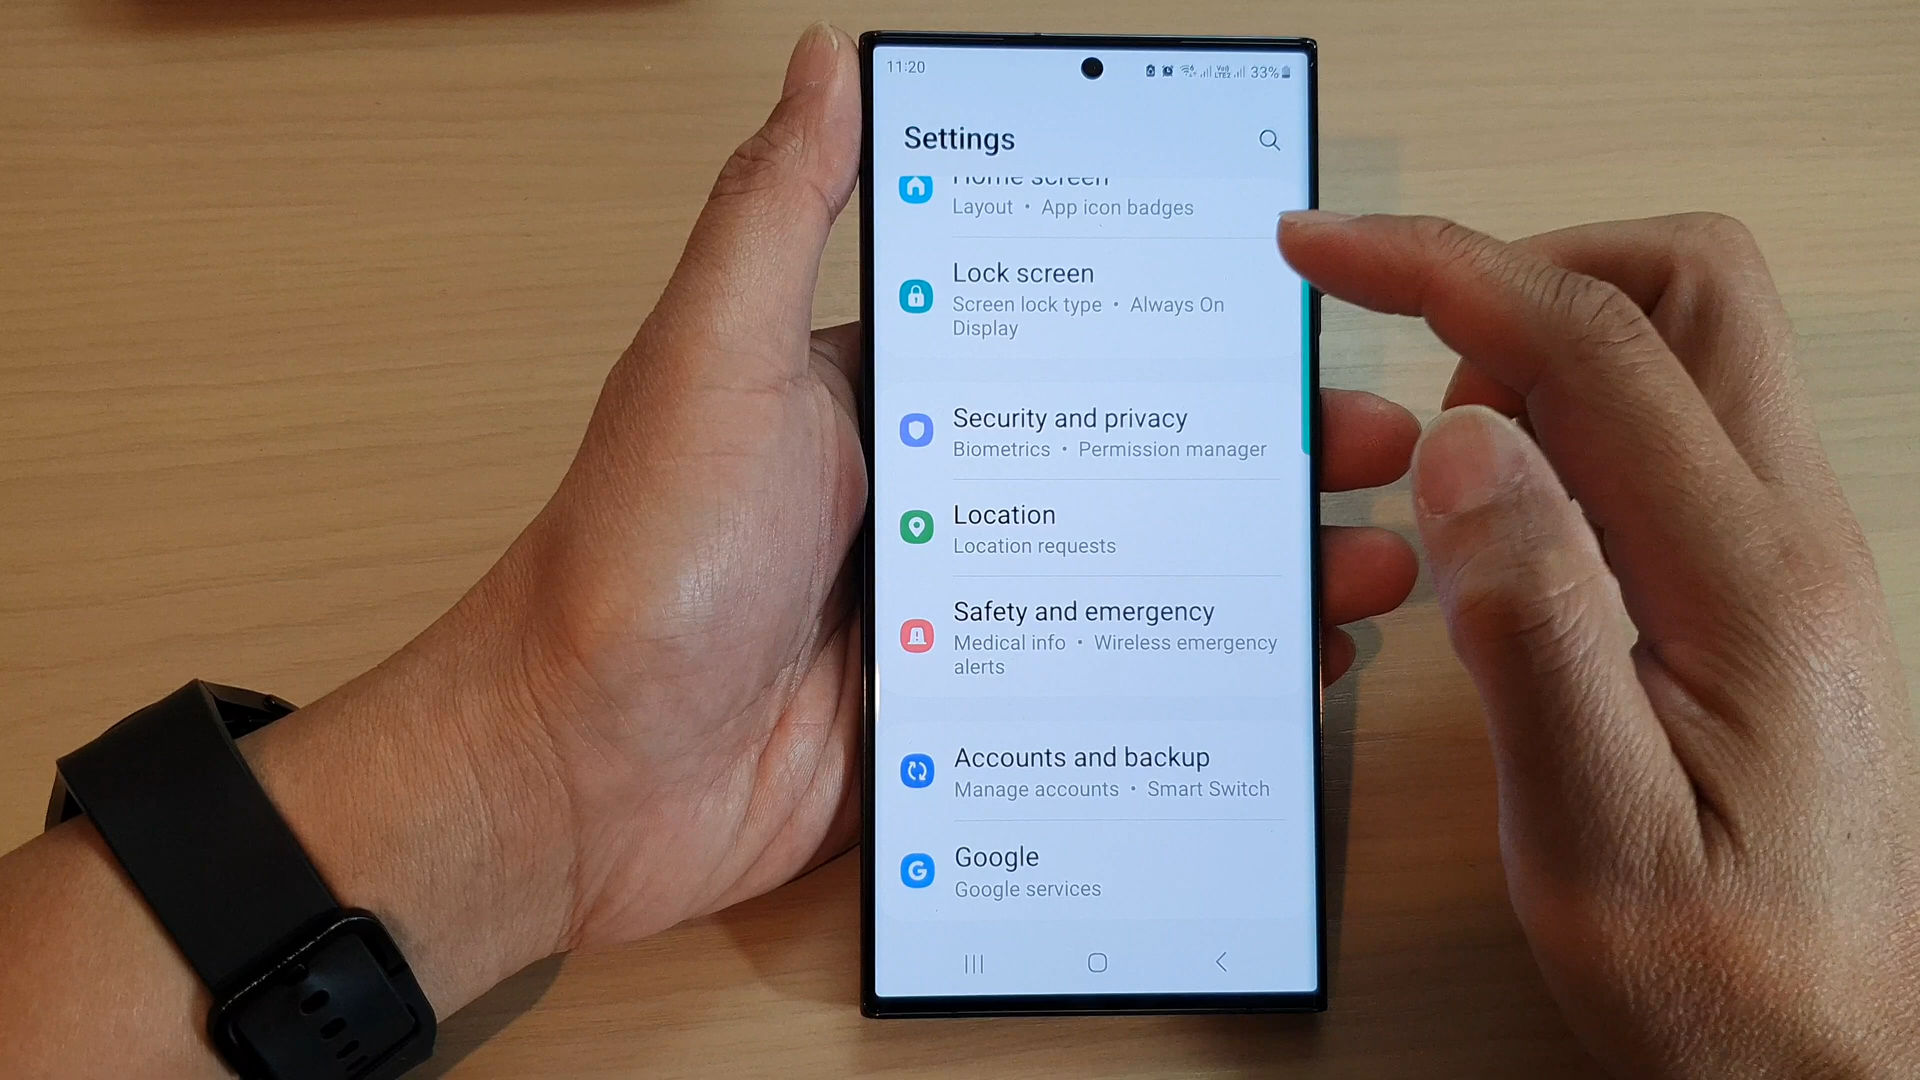 11:20
33%
Settings
Home screen
Layout • App icon badges
Lock screen
Screen lock type • Always On
Display
Security and privacy
Biometrics • Permission manager
Location
Location requests
Safety and emergency
Medical info • Wireless emergency
alerts
Accounts and backup
Manage accounts • Smart Switch
Google
Google services